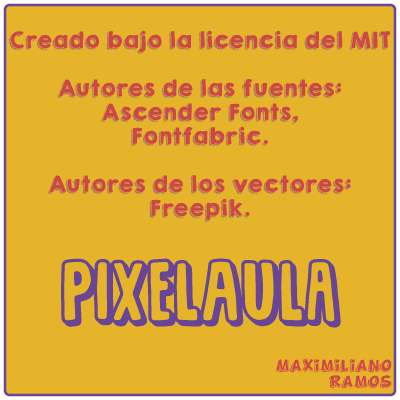 Creado bajo la licencia del MIT
Autores de las fuentes:
Ascender Fonts,
Fontfabric.
Autores de los vectores:
Freepik.
PIXELAULA
MAXIMILIANO
RAMOS